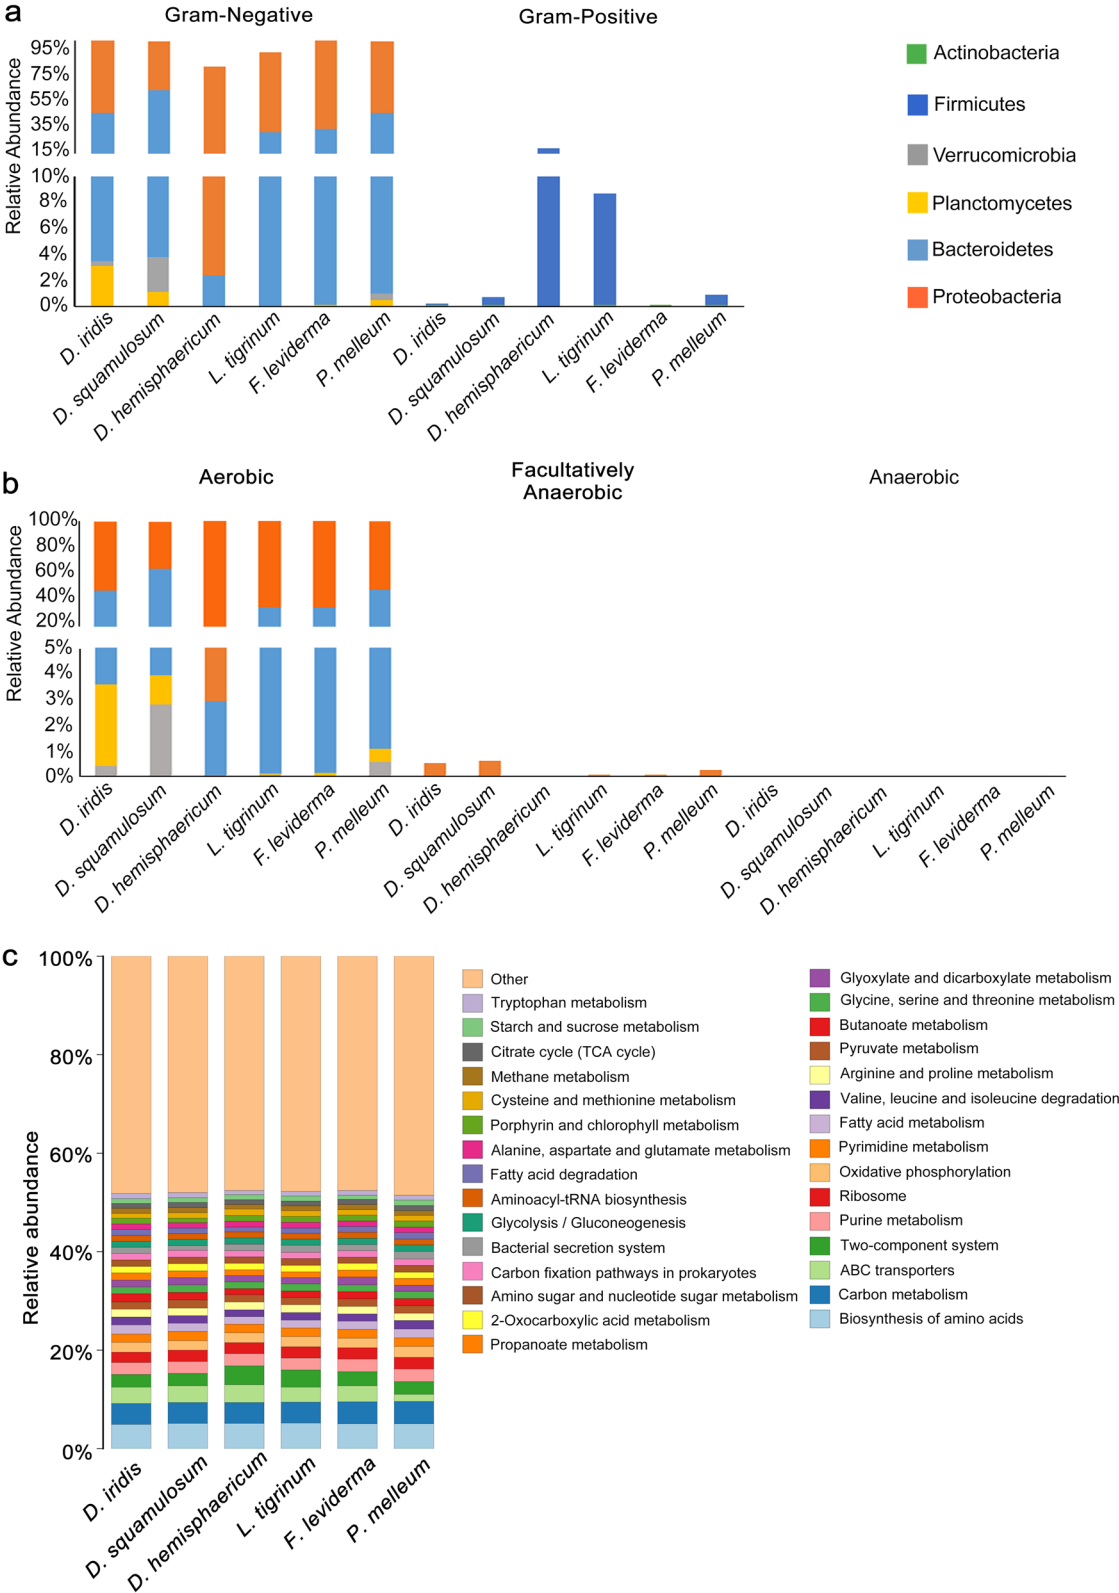 a
Gram-Negative
Gram-Positive
Relative Abundance
95%
75%
55%
35%
15%
10%
8%
6%
4%
2%
0%
D. iridis
D. squamulosum
D. hemisphaericum
L. tigrinum
F. leviderma
P. melleum
D. iridis
D. squamulosum
D. hemisphaericum
L. tigrinum
F. leviderma
P. melleum
Actinobacteria
Firmicutes
Verrucomicrobia
Planctomycetes
Bacteroidetes
Proteobacteria
b
Aerobic
Facultatively
Anaerobic
Anaerobic
Relative Abundance
100%
80%
60%
40%
20%
5%
4%
3%
2%
1%
0%
D. iridis
D. squamulosum
D. hemisphaericum
L. tigrinum
F. leviderma
P. melleum
D. iridis
D. squamulosum
D. hemisphaericum
L. tigrinum
F. leviderma
P. melleum
D. iridis
D. squamulosum
D. hemisphaericum
L. tigrinum
F. leviderma
P. melleum
c
Relative abundance
100%
80%
60%
40%
20%
0%
D. iridis
D. squamulosum
D. hemisphaericum
L. tigrinum
F. leviderma
P. melleum
Other
Tryptophan metabolism
Starch and sucrose metabolism
Citrate cycle (TCA cycle)
Methane metabolism
Cysteine and methionine metabolism
Porphyrin and chlorophyll metabolism
Alanine, aspartate and glutamate metabolism
Fatty acid degradation
Aminoacyl-tRNA biosynthesis
Glycolysis / Gluconeogenesis
Bacterial secretion system
Carbon fixation pathways in prokaryotes
Amino sugar and nucleotide sugar metabolism
2-Oxocarboxylic acid metabolism
Propanoate metabolism
Glyoxylate and dicarboxylate metabolism
Glycine, serine and threonine metabolism
Butanoate metabolism
Pyruvate metabolism
Arginine and proline metabolism
Valine, leucine and isoleucine degradation
Fatty acid metabolism
Pyrimidine metabolism
Oxidative phosphorylation
Ribosome
Purine metabolism
Two-component system
ABC transporters
Carbon metabolism
Biosynthesis of amino acids